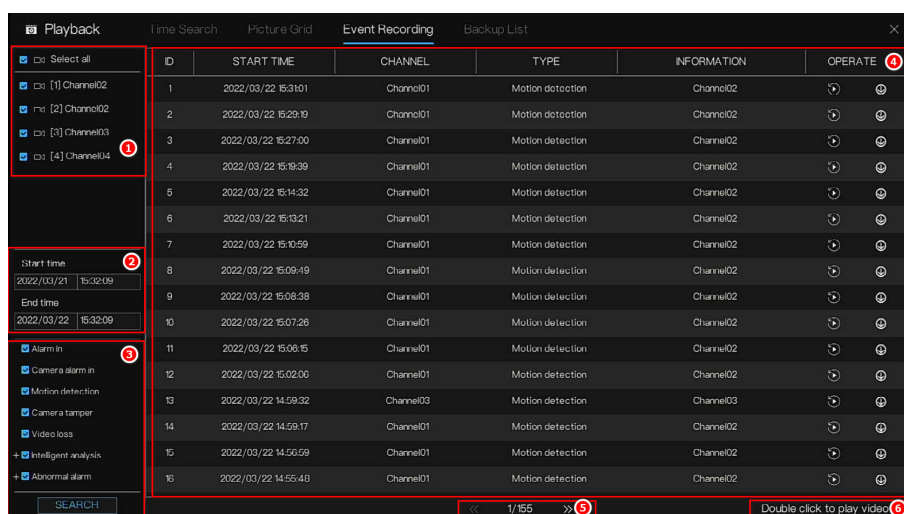 Playback Time Search Picture Grid Event Recording Backup List
Select all
[1] Channel02
[2] Channel02
[3] Channel03
[4] Channel04
1
Start time 2
2022/03/21 15:32:09
End time
2022/03/22 15:32:09
3
Alarm in
Camera alarm in
Motion detection
Camera tamper
Video loss
+ Intelligent analysis
+ Abnormal alarm
SEARCH
ID START TIME CHANNEL TYPE INFORMATION OPERATE 4
1 2022/03/22 15:31:01 Channel01 Motion detection Channel02
2 2022/03/22 15:29:19 Channel01 Motion detection Channel02
3 2022/03/22 15:27:00 Channel01 Motion detection Channel02
4 2022/03/22 15:19:39 Channel01 Motion detection Channel02
5 2022/03/22 15:14:32 Channel01 Motion detection Channel02
6 2022/03/22 15:13:21 Channel01 Motion detection Channel02
7 2022/03/22 15:10:59 Channel01 Motion detection Channel02
8 2022/03/22 15:09:49 Channel01 Motion detection Channel02
9 2022/03/22 15:08:38 Channel01 Motion detection Channel02
10 2022/03/22 15:07:26 Channel01 Motion detection Channel02
11 2022/03/22 15:06:15 Channel01 Motion detection Channel02
12 2022/03/22 15:02:06 Channel01 Motion detection Channel02
13 2022/03/22 14:59:32 Channel03 Motion detection Channel03
14 2022/03/22 14:59:17 Channel01 Motion detection Channel02
15 2022/03/22 14:56:59 Channel01 Motion detection Channel02
16 2022/03/22 14:55:48 Channel01 Motion detection Channel02
« 1/155 » 5 Double click to play video 6